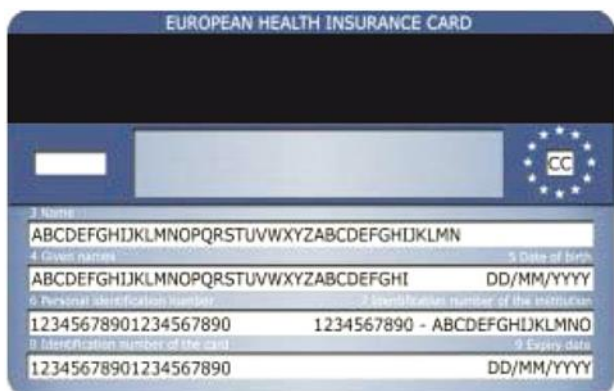 EUROPEAN HEALTH INSURANCE CARD
CC
3 Name
ABCDEFGHIJKLMNOPQRSTUVWXYZABCDEFGHIJKLMN
4 Given names 5 Date of birth
ABCDEFGHIJKLMNOPQRSTUVWXYZABCDEFGHI DD/MM/YYYY
6 Personal identification number 7 Identification number of the institution
12345678901234567890 1234567890 - ABCDEFGHIJKLMNO
8 Identification number of the card 9 Expiry date
12345678901234567890 DD/MM/YYYY